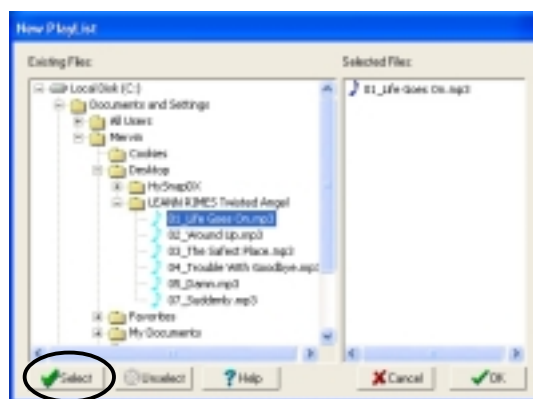 New PlayList
Existing Files:
Selected Files:
Local Disk (C:)
Documents and Settings
All Users
Mervin
Cookies
Desktop
HySnapDX
LEANN RIMES Twisted Angel
01_Life Goes On.mp3
02_Wound Up.mp3
03_The Safest Place.mp3
04_Trouble With Goodbye.mp3
05_Damn.mp3
07_Suddenly.mp3
Favorites
My Documents
01_Life Goes On.mp3
Select
Unselect
Help
Cancel
OK